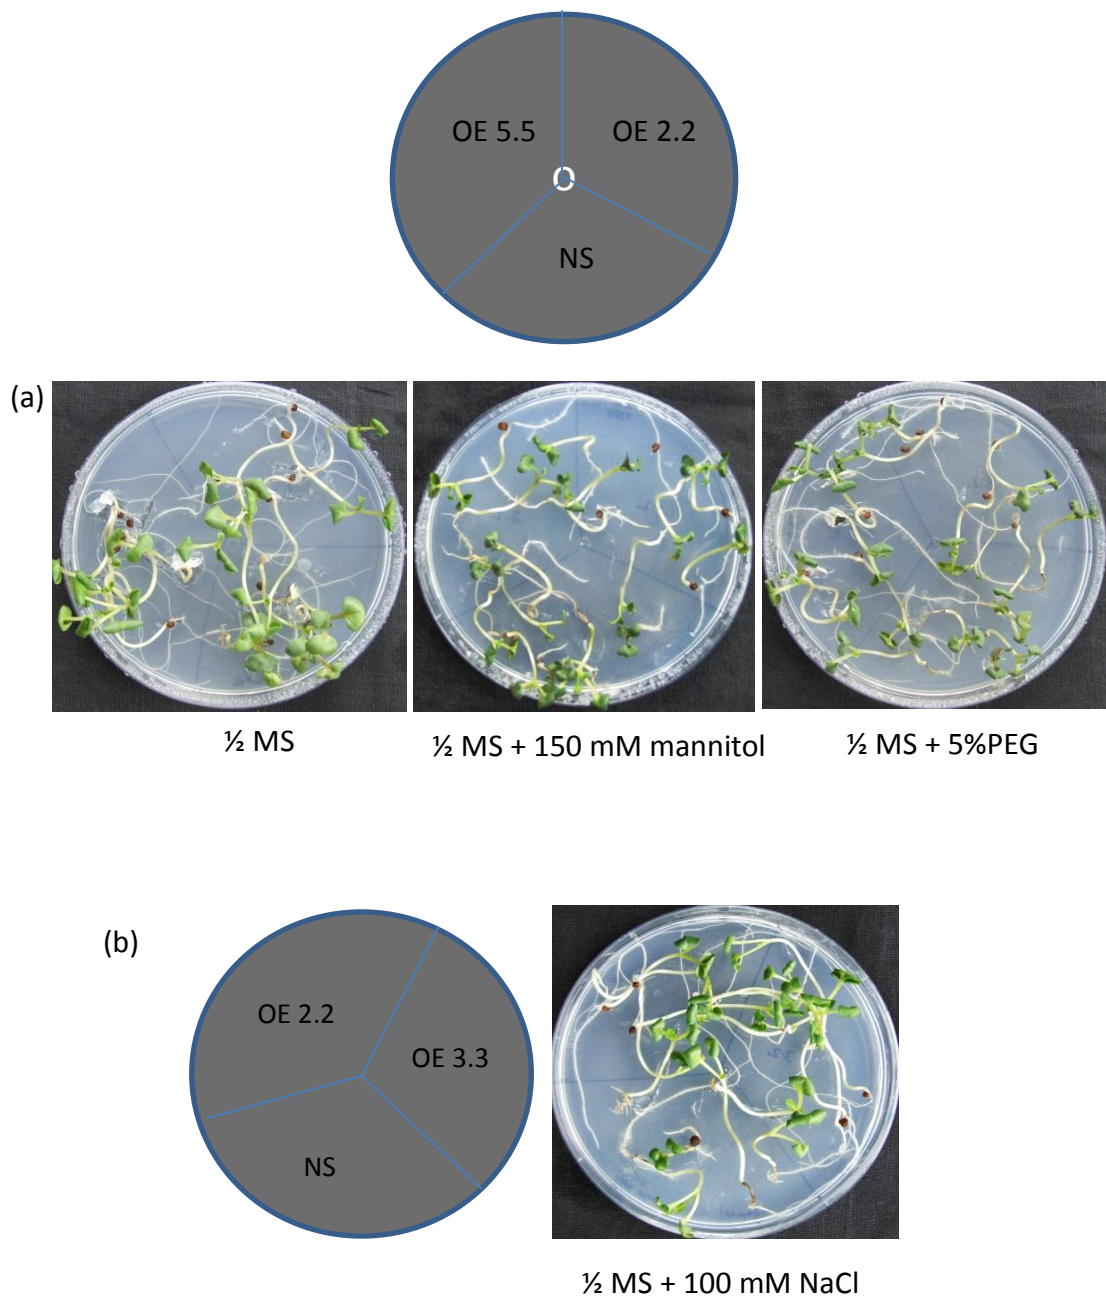 OE 5.5 OE 2.2
O
NS
(a)
½ MS ½ MS + 150 mM mannitol ½ MS + 5%PEG
(b)
OE 2.2
OE 3.3
NS
½ MS + 100 mM NaCl